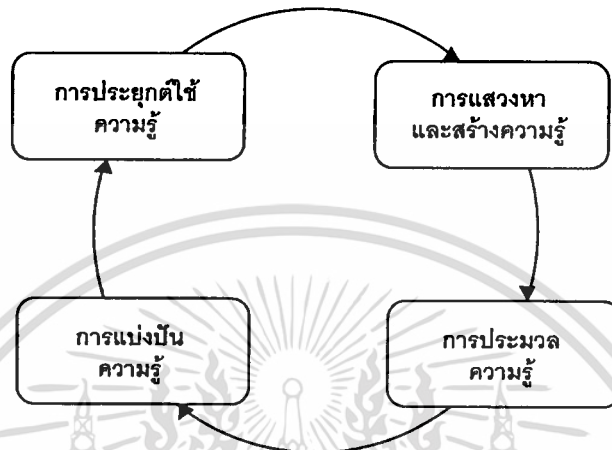 การประยุกต์ใช้
ความรู้
การแสวงหา
และสร้างความรู้
การแบ่งปัน
ความรู้
การประมวล
ความรู้